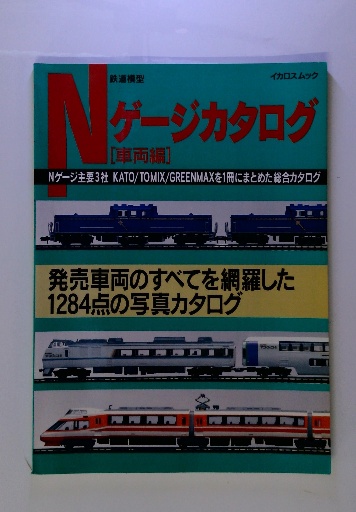 鉄道模型
イカロスムック
Nゲージカタログ
[車両編]
Nゲージ主要3社 KATO/TOMIX/GREENMAXを1冊にまとめた総合カタログ
発売車両のすべてを網羅した
1284点の写真カタログ